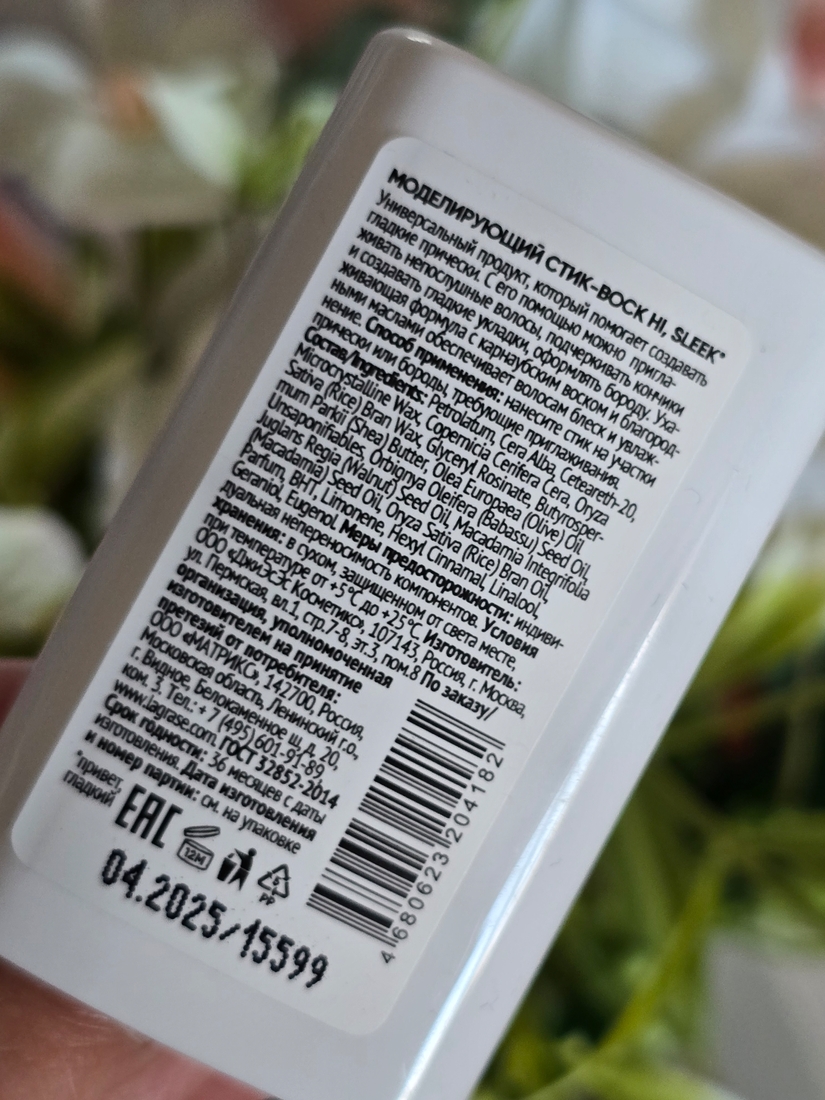 МОДЕЛИРУЮЩИЙ СТИК-ВОСК HI, SLEEK*
Универсальный продукт, который помогает создавать
гладкие прически. С его помощью можно пригла-
живать непослушные волосы, подчеркивать кончики
и создавать гладкие укладки, оформлять бороду. Уха-
живающая формула с карнаубским воском и благород-
ными маслами обеспечивает волосам блеск и увлаж-
нение. Способ применения: нанесите стик на участки
прически или бороды, требующие приглаживания.
Состав/Ingredients: Petrolatum, Cera Alba, Ceteareth-20,
Microcrystalline Wax, Copernicia Cerifera Cera, Oryza
Sativa (Rice) Bran Wax, Glyceryl Rosinate, Butyrosper-
mum Parkii (Shea) Butter, Olea Europaea (Olive) Oil
Unsaponifiables, Orbignya Oleifera (Babassu) Seed Oil,
Juglans Regia (Walnut) Seed Oil, Macadamia Integrifolia
(Macadamia) Seed Oil, Oryza Sativa (Rice) Bran Oil,
Parfum, BHT, Limonene, Hexyl Cinnamal, Linalool,
Geraniol, Eugenol. Меры предосторожности: индиви-
дуальная непереносимость компонентов. Условия
хранения: в сухом, защищенном от света месте,
при температуре от +5°С до +25°С. Изготовитель:
ООО «ДжиЭсЭк Косметикс», 107143, Россия, г. Москва,
ул. Пермская, вл.1, стр.7-8, эт.3, пом.8 По заказу/
организация, уполномоченная
изготовителем на принятие
претезий от потребителя:
ООО «МАТРИКС», 142700, Россия,
Московская область, Ленинский г.о.,
г. Видное, Белокаменное ш, д. 20,
ком. 3. Тел.: + 7 (495) 601-91-89,
www.lagrase.com, ГОСТ 32852-2014
Срок годности: 36 месяцев с даты
изготовления. Дата изготовления
и номер партии: см. на упаковке
*привет,
гладкий
EAC
12M
PP
4 680623 204182
04.2025/15599